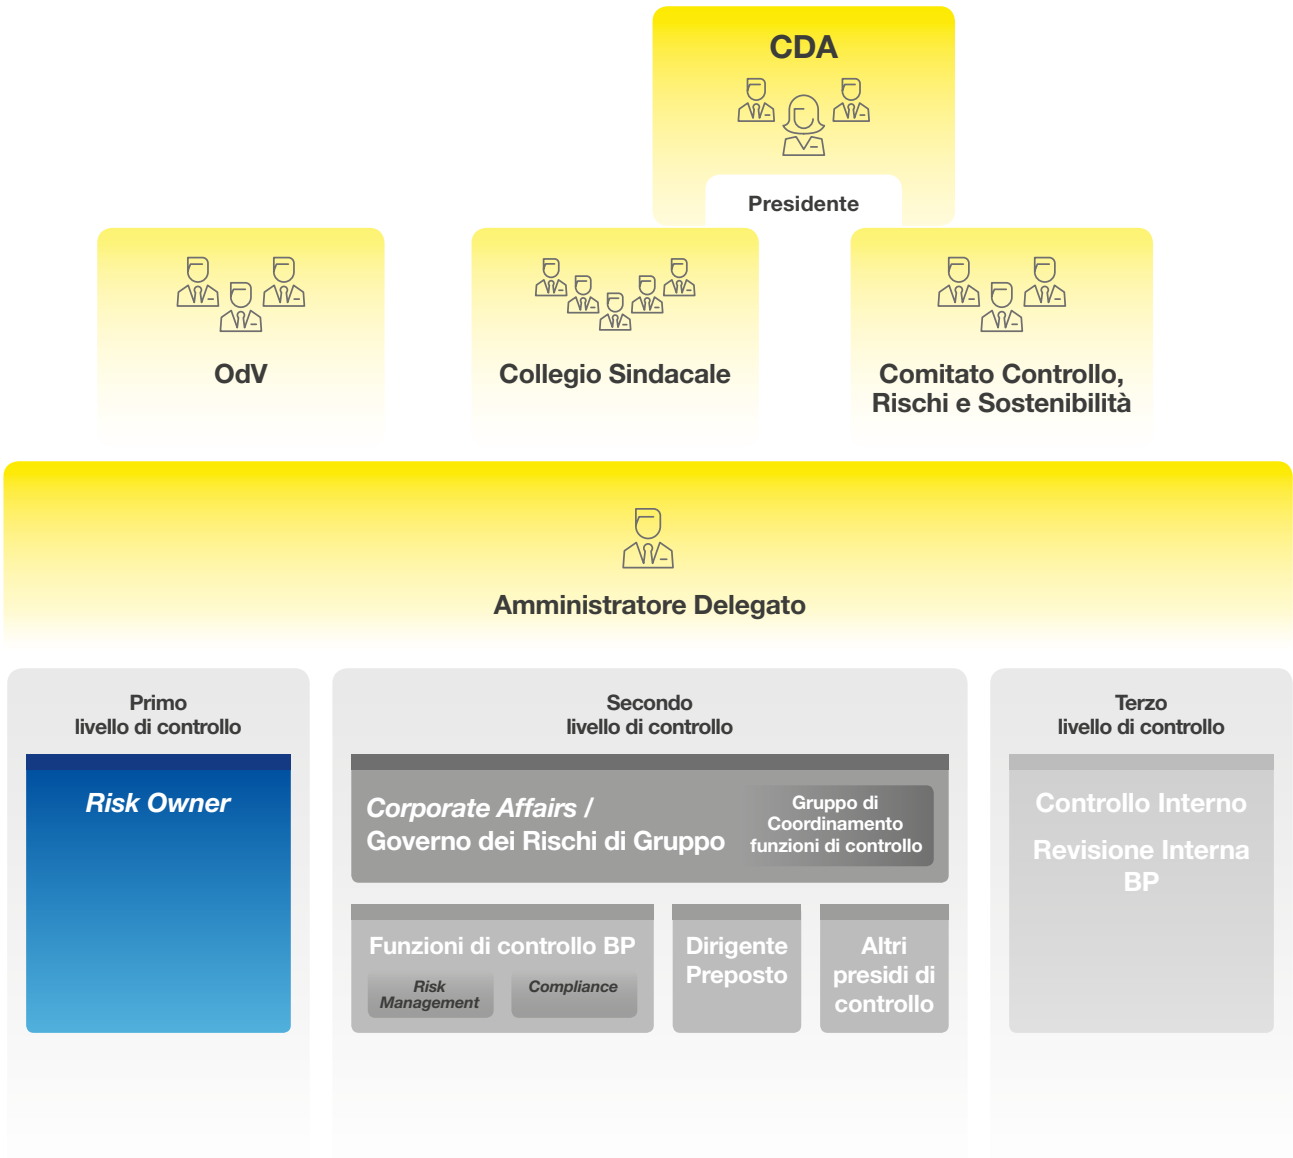 CDA
Presidente
OdV
Collegio Sindacale
Comitato Controllo,
Rischi e Sostenibilità
Amministratore Delegato
Primo
livello di controllo
Risk Owner
Secondo
livello di controllo
Corporate Affairs /
Governo dei Rischi di Gruppo
Gruppo di
Coordinamento
funzioni di controllo
Funzioni di controllo BP
Risk
Management
Compliance
Dirigente
Preposto
Altri
presidi di
controllo
Terzo
livello di controllo
Controllo Interno
Revisione Interna
BP